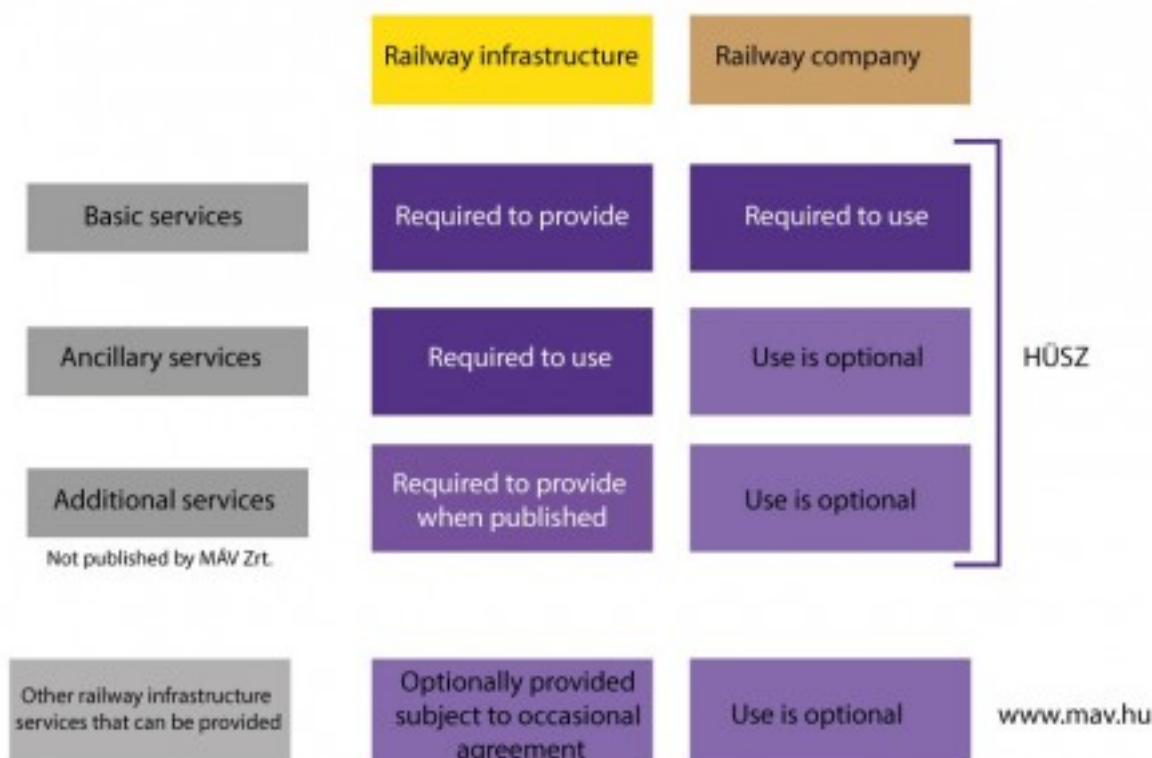 Railway infrastructure
Railway company
Basic services
Required to provide
Required to use
Ancillary services
Required to use
Use is optional
HÜSZ
Additional services
Not published by MÁV Zrt.
Required to provide
when published
Use is optional
Other railway infrastructure
services that can be provided
Optionally provided
subject to occasional
agreement
Use is optional
www.mav.hu